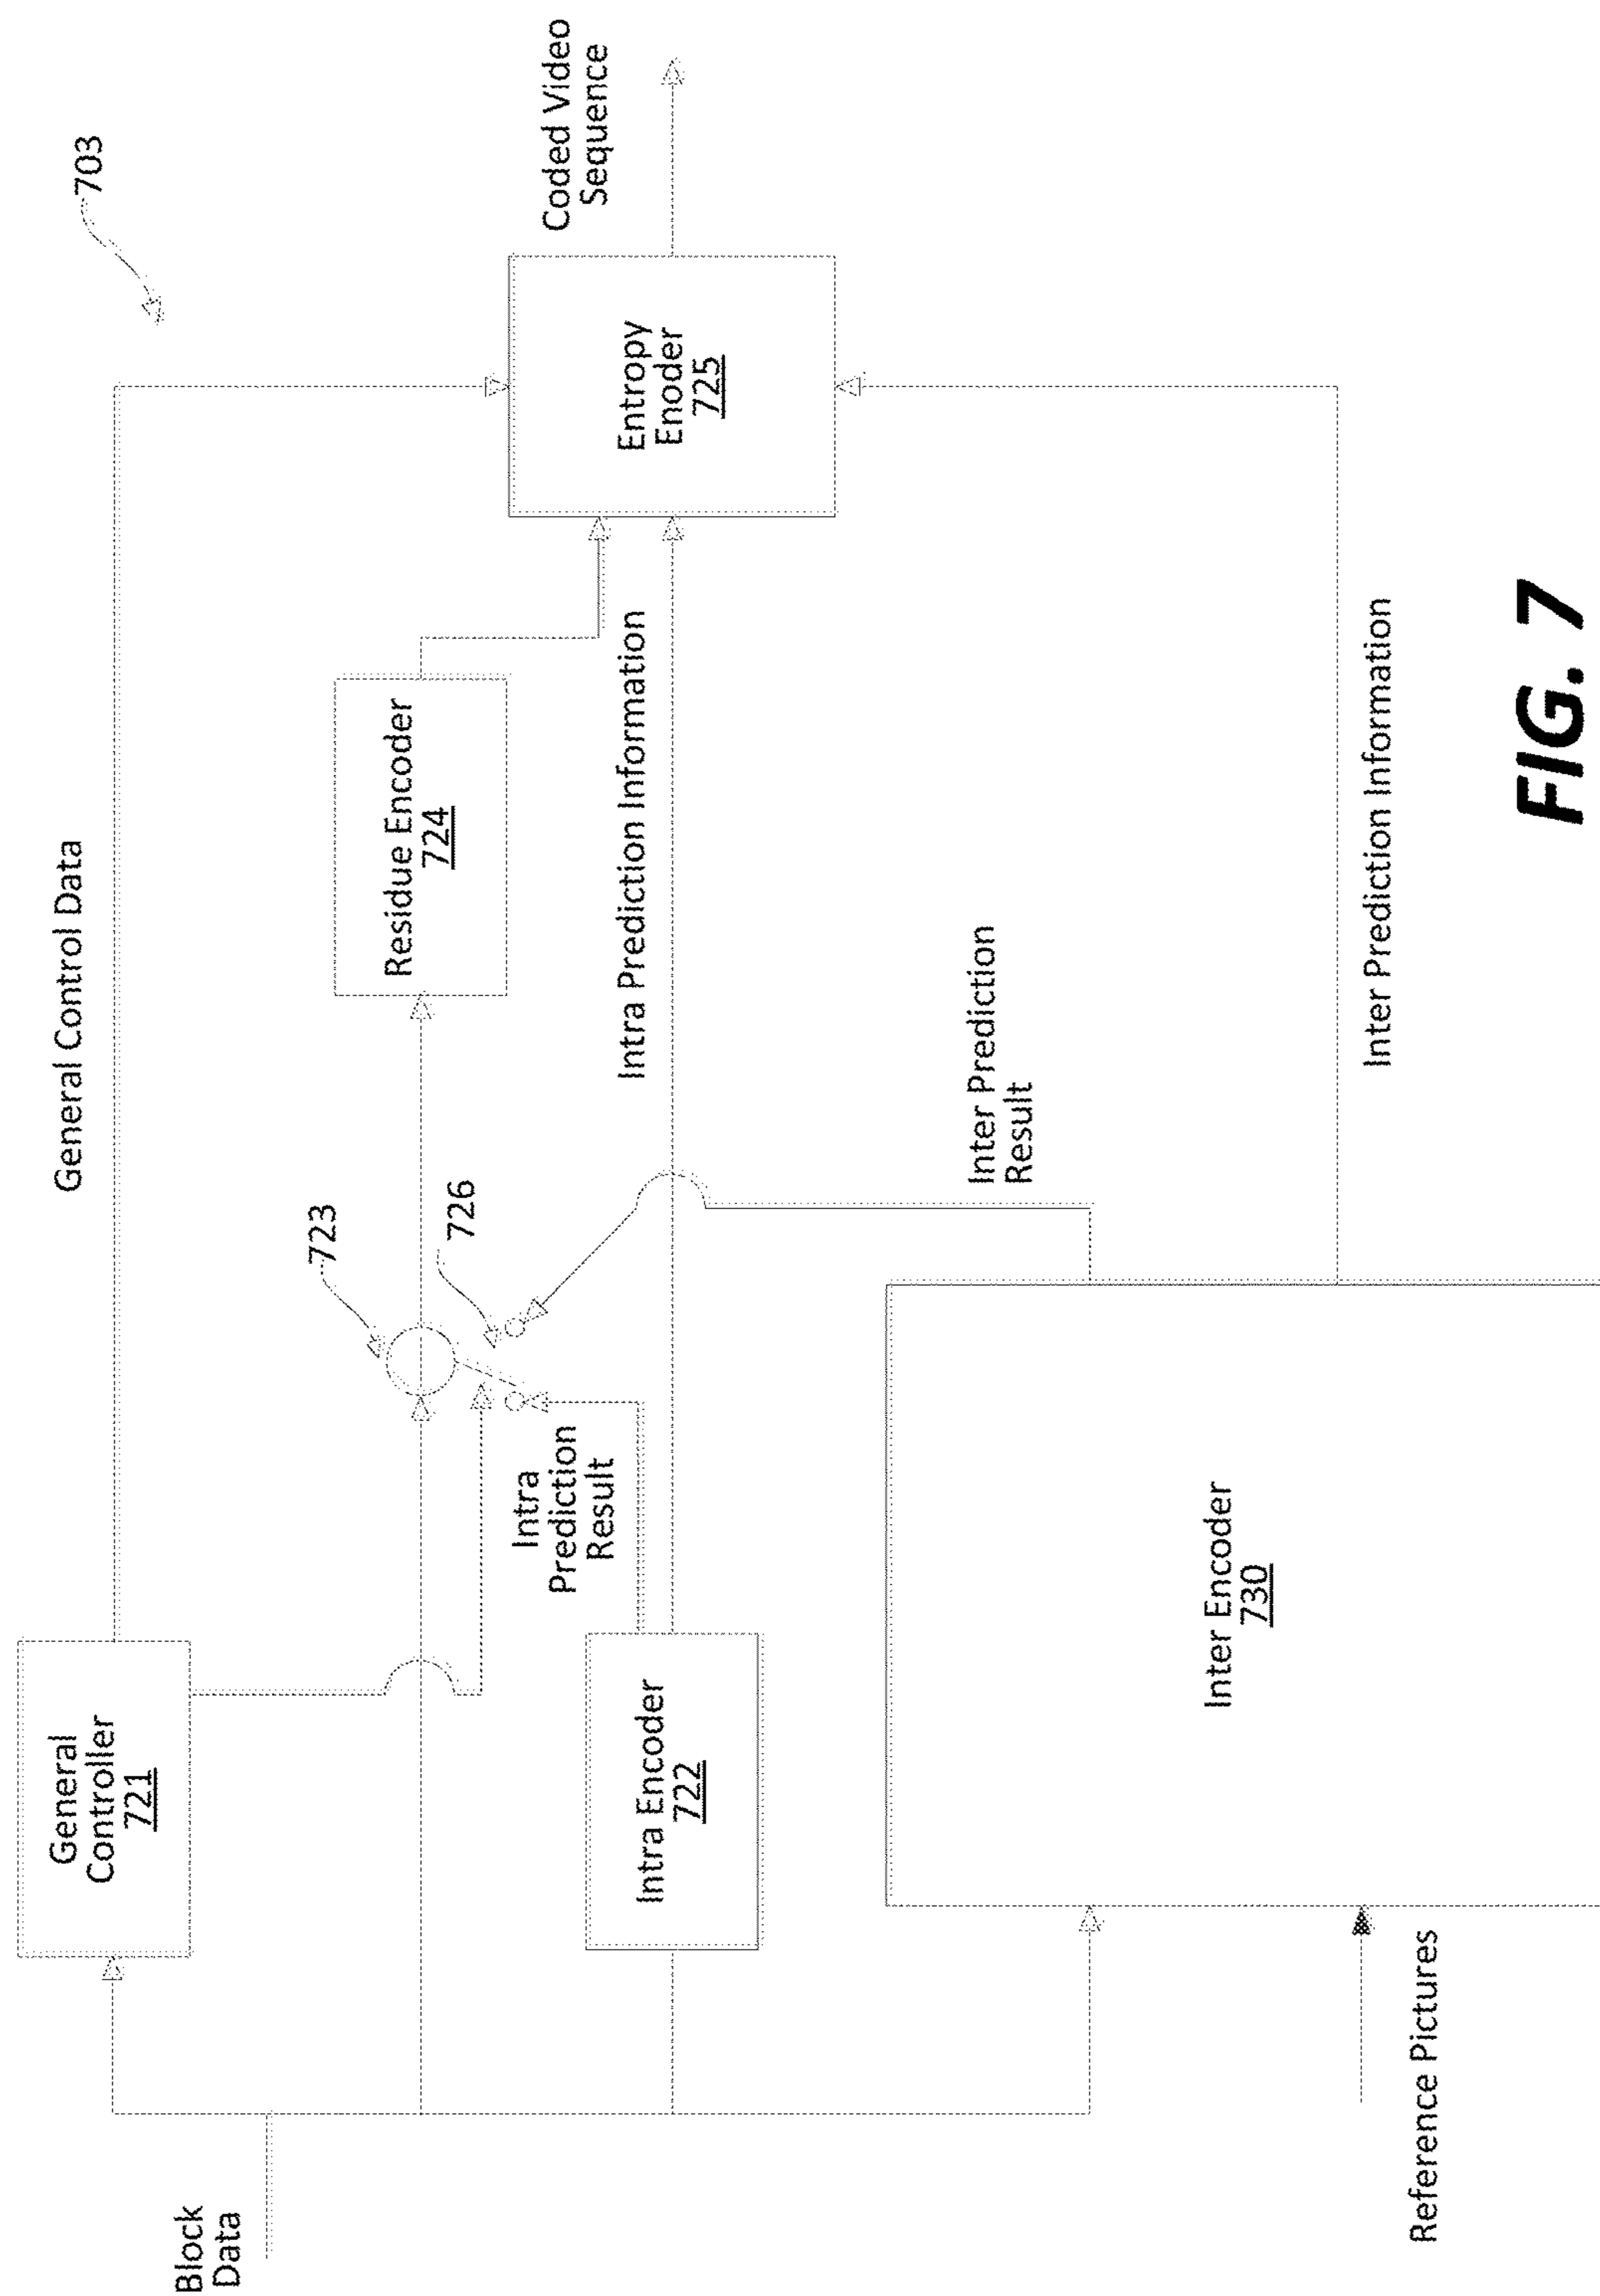 703
General Control Data
General
Controller
721
Block
Data
723
726
Residue Encoder
724
Coded Video
Sequence
Entropy
Enoder
725
Intra
Prediction
Result
Intra Prediction Information
Intra Encoder
722
Inter Prediction
Result
Inter Encoder
730
Inter Prediction Information
Reference Pictures
FIG. 7